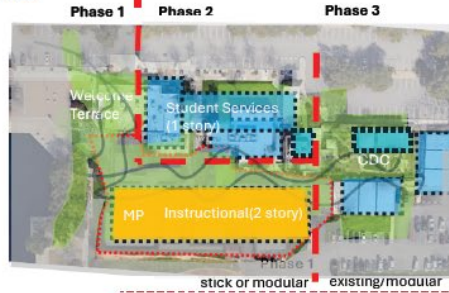 Phase 1 Phase 2 Phase 3
Welcome
Terrace
Student Services
(1 story)
CDC
MP Instructional(2 story)
Phase 1
stick or modular existing/modular